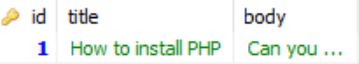 id title body
1 How to install PHP Can you ...